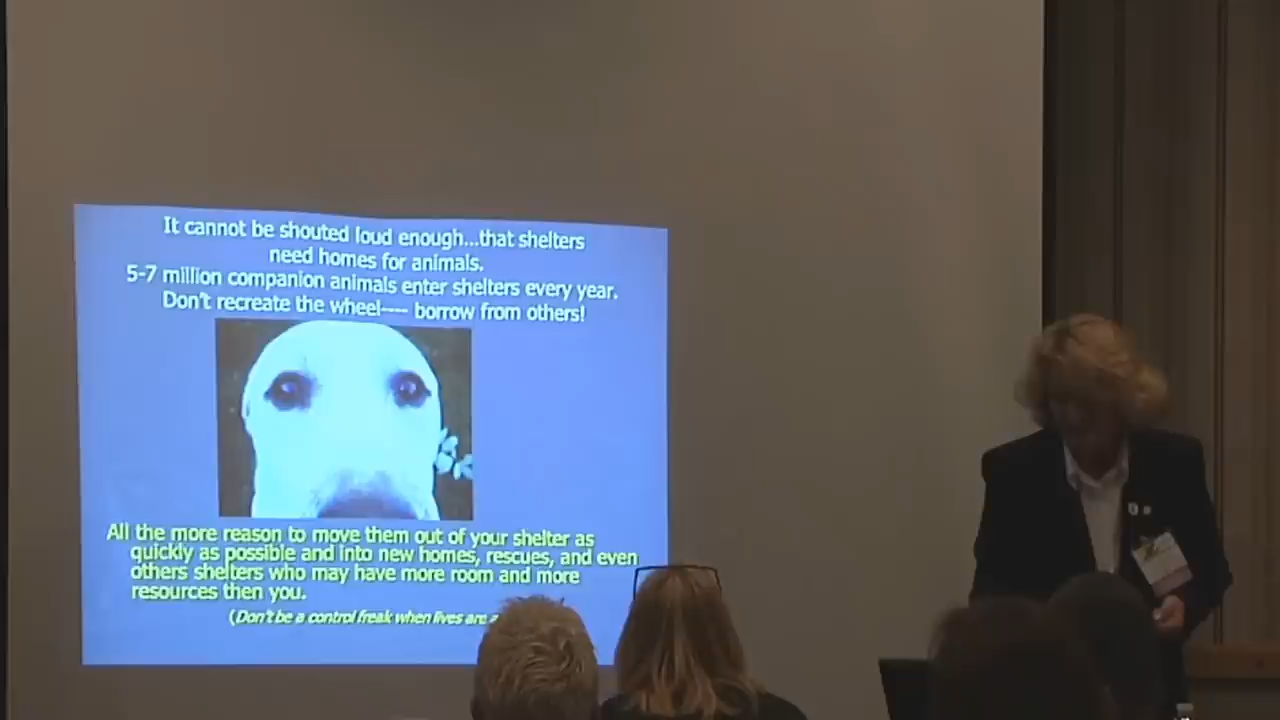 It cannot be shouted loud enough...that shelters
need homes for animals.
5-7 million companion animals enter shelters every year.
Don't recreate the wheel---- borrow from others!
All the more reason to move them out of your shelter as
quickly as possible and into new homes, rescues, and even
others shelters who may have more room and more
resources then you.
(Don't be a control freak when lives are